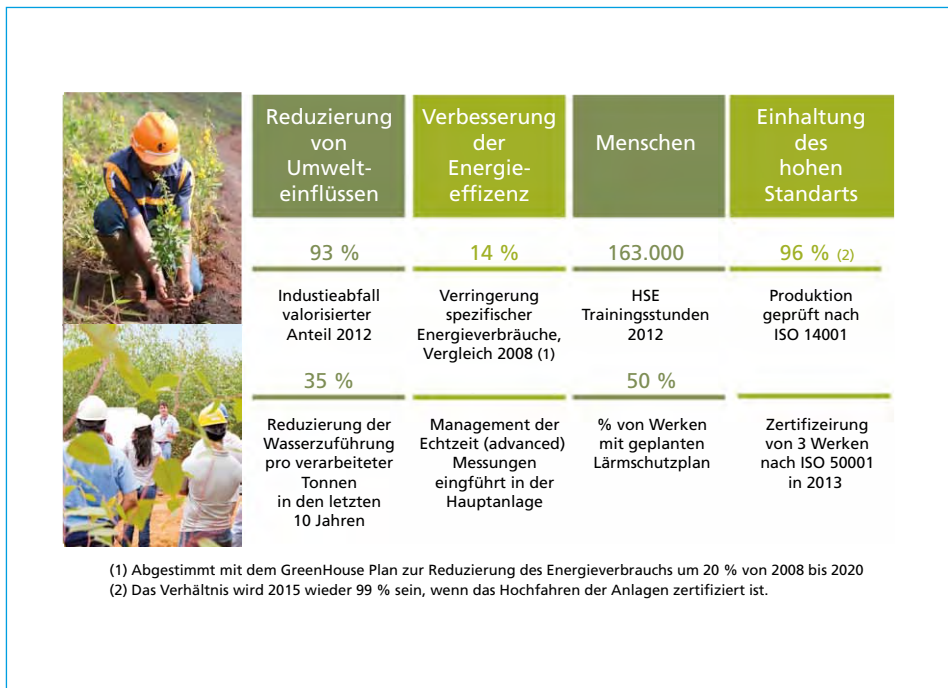 Reduzierung
von
Umwelt-
einflüssen
93 %
Industieabfall
valorisierter
Anteil 2012
35 %
Reduzierung der
Wasserzuführung
pro verarbeiteter
Tonnen
in den letzten
10 Jahren
Verbesserung
der
Energie-
effizenz
14 %
Verringerung
spezifischer
Energieverbräuche,
Vergleich 2008 (1)
Management der
Echtzeit (advanced)
Messungen
eingführt in der
Hauptanlage
Menschen
163.000
HSE
Trainingsstunden
2012
50 %
% von Werken
mit geplanten
Lärmschutzplan
Einhaltung
des
hohen
Standarts
96 % (2)
Produktion
geprüft nach
ISO 14001
Zertifizeirung
von 3 Werken
nach ISO 50001
in 2013
(1) Abgestimmt mit dem GreenHouse Plan zur Reduzierung des Energieverbrauchs um 20 % von 2008 bis 2020
(2) Das Verhältnis wird 2015 wieder 99 % sein, wenn das Hochfahren der Anlagen zertifiziert ist.